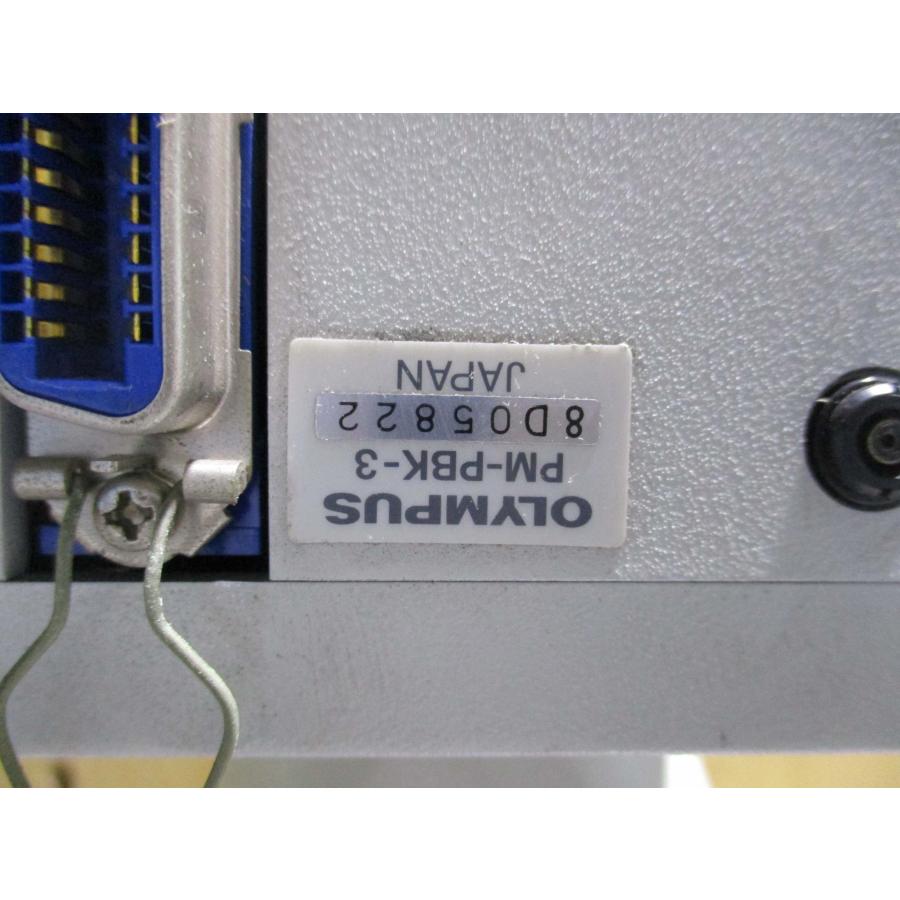 OLYMPUS
PM-PBK-3
8D05822
JAPAN